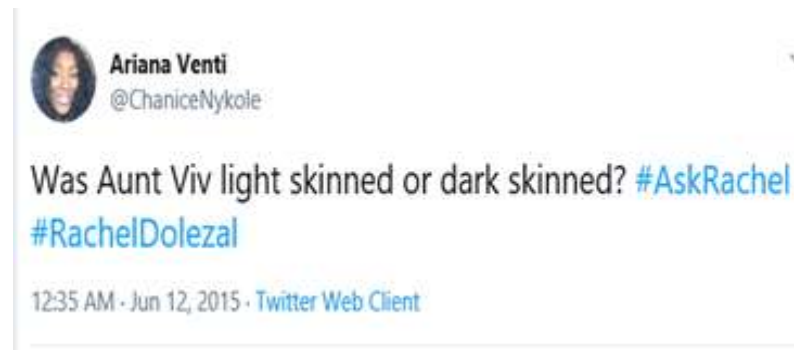 Ariana Venti
@ChaniceNykole
Was Aunt Viv light skinned or dark skinned? #AskRachel
#RachelDolezal
12:35 AM · Jun 12, 2015 · Twitter Web Client